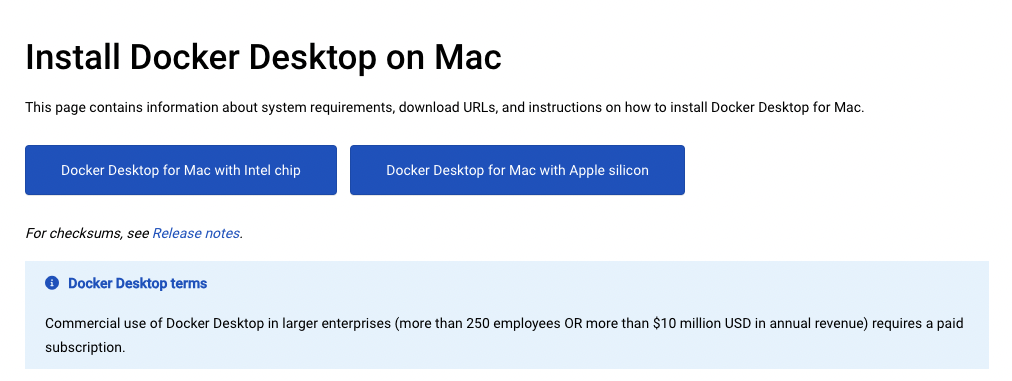 Install Docker Desktop on Mac
This page contains information about system requirements, download URLs, and instructions on how to install Docker Desktop for Mac.
Docker Desktop for Mac with Intel chip
Docker Desktop for Mac with Apple silicon
For checksums, see Release notes.
Docker Desktop terms
Commercial use of Docker Desktop in larger enterprises (more than 250 employees OR more than $10 million USD in annual revenue) requires a paid
subscription.